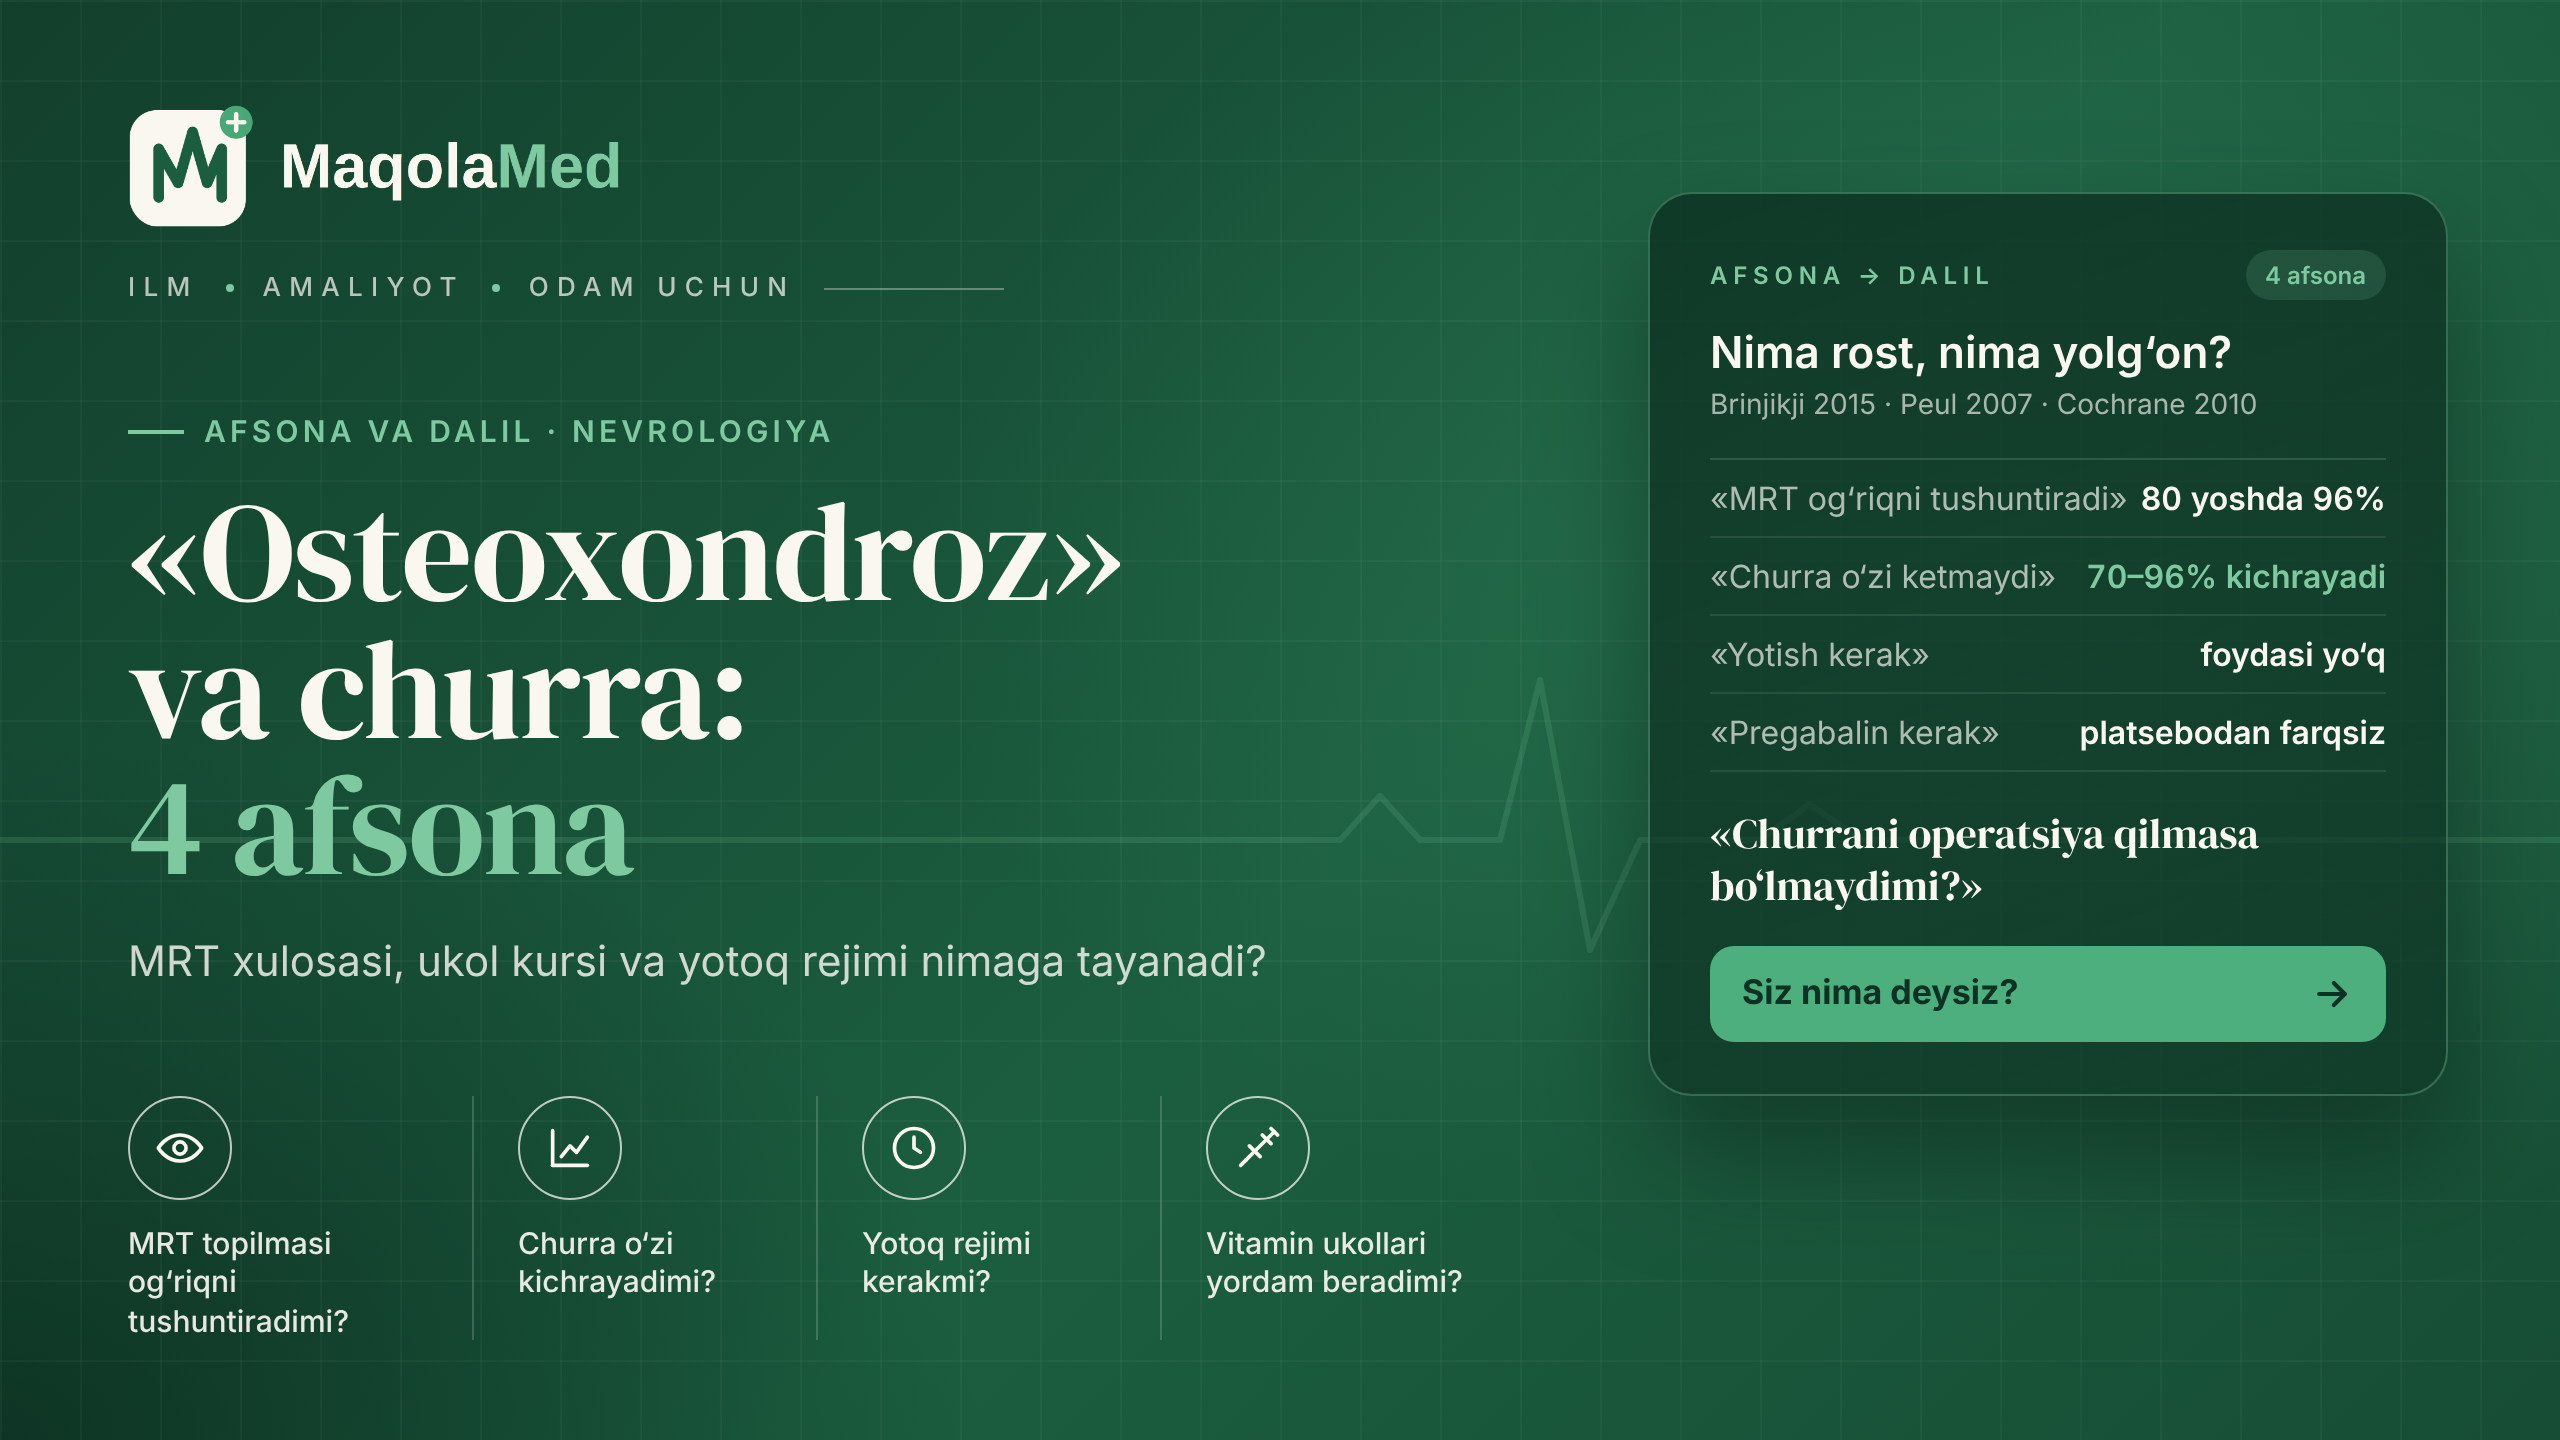 MaqolaMed
ILM • AMALIYOT • ODAM UCHUN
AFSONA VA DALIL · NEVROLOGIYA
«Osteoxondroz»
va churra:
4 afsona
MRT xulosasi, ukol kursi va yotoq rejimi nimaga tayanadi?
MRT topilmasi
og‘riqni
tushuntiradimi?
Churra o‘zi
kichrayadimi?
Yotoq rejimi
kerakmi?
Vitamin ukollari
yordam beradimi?
AFSONA → DALIL 4 afsona
Nima rost, nima yolg‘on?
Brinjikji 2015 · Peul 2007 · Cochrane 2010
«MRT og‘riqni tushuntiradi» 80 yoshda 96%
«Churra o‘zi ketmaydi» 70–96% kichrayadi
«Yotish kerak» foydasi yo‘q
«Pregabalin kerak» platsebodan farqsiz
«Churrani operatsiya qilmasa
bo‘lmaydimi?»
Siz nima deysiz? →